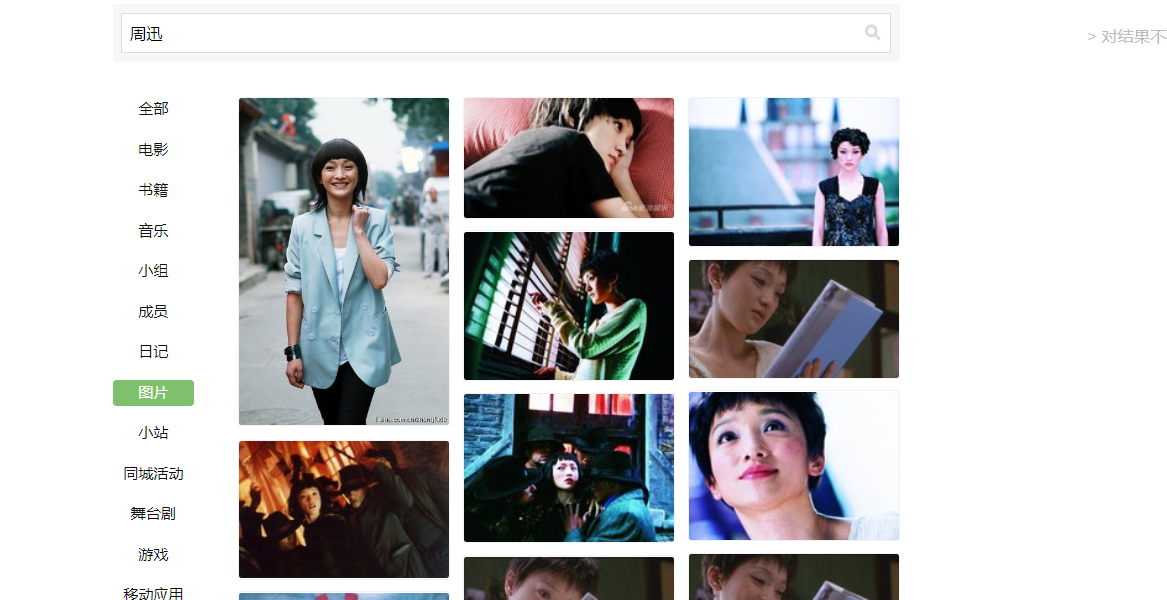 周迅
> 对结果不
全部
电影
书籍
音乐
小组
成员
日记
图片
小站
同城活动
舞台剧
游戏
移动应用